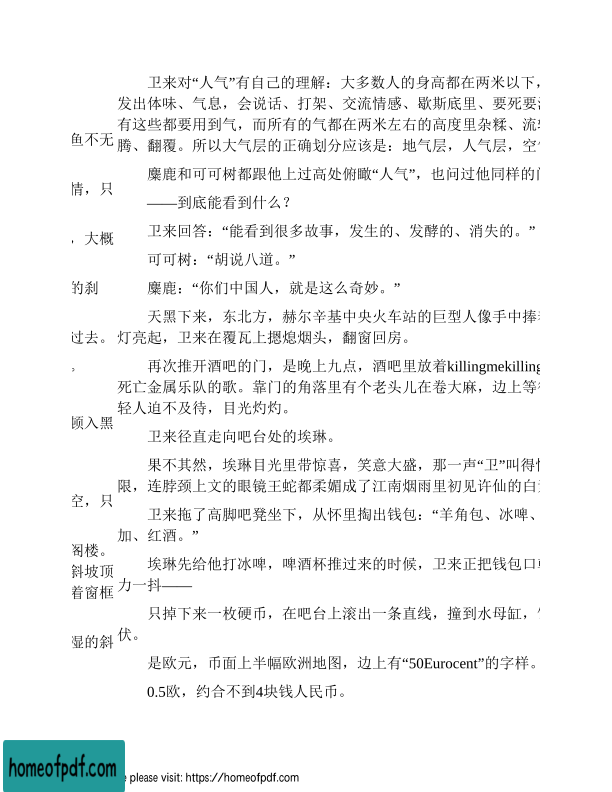 鱼不无
情，只
，大概
的刹
过去。
。
顾入黑
空，只
阁楼。
斜坡顶
着窗框
湿的斜
卫来对“人气”有自己的理解：大多数人的身高都在两米以下，
发出体味、气息，会说话、打架、交流情感、歇斯底里、要死要
有这些都要用到气，而所有的气都在两米左右的高度里杂糅、流
腾、翻覆。所以大气层的正确划分应该是：地气层，人气层，空
麋鹿和可可树都跟他上过高处俯瞰“人气”，也问过他同样的
——到底能看到什么？
卫来回答：“能看到很多故事，发生的、发酵的、消失的。”
可可树：“胡说八道。”
麋鹿：“你们中国人，就是这么奇妙。”
天黑下来，东北方，赫尔辛基中央火车站的巨型人像手中捧
灯亮起，卫来在覆瓦上摁熄烟头，翻窗回房。
再次推开酒吧的门，是晚上九点，酒吧里放着killingmekilling
死亡金属乐队的歌。靠门的角落里有个老头儿在卷大麻，边上等
轻人迫不及待，目光灼灼。
卫来径直走向吧台处的埃琳。
果不其然，埃琳目光里带惊喜，笑意大盛，那一声“卫”叫得
限，连脖颈上文的眼镜王蛇都柔媚成了江南烟雨里初见许仙的白
卫来拖了高脚吧凳坐下，从怀里掏出钱包：“羊角包、冰啤、
加、红酒。”
埃琳先给他打冰啤，啤酒杯推过来的时候，卫来正把钱包口
力一抖——
只掉下来一枚硬币，在吧台上滚出一条直线，撞到水母缸，
伏。
是欧元，币面上半幅欧洲地图，边上有“50Eurocent”的字样。
0.5欧，约合不到4块钱人民币。
homeofpdf.com
please visit: https://homeofpdf.com